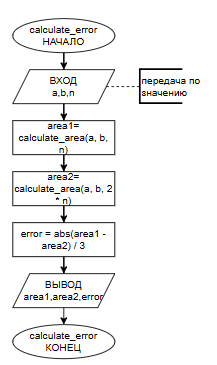 calculate_error
НАЧАЛО
ВХОД
a,b,n
передача по
значению
area1=
calculate_area(a, b,
n)
area2=
calculate_area(a, b, 2
* n)
error = abs(area1 -
area2) / 3
ВЫВОД
area1,area2,error
calculate_error
КОНЕЦ